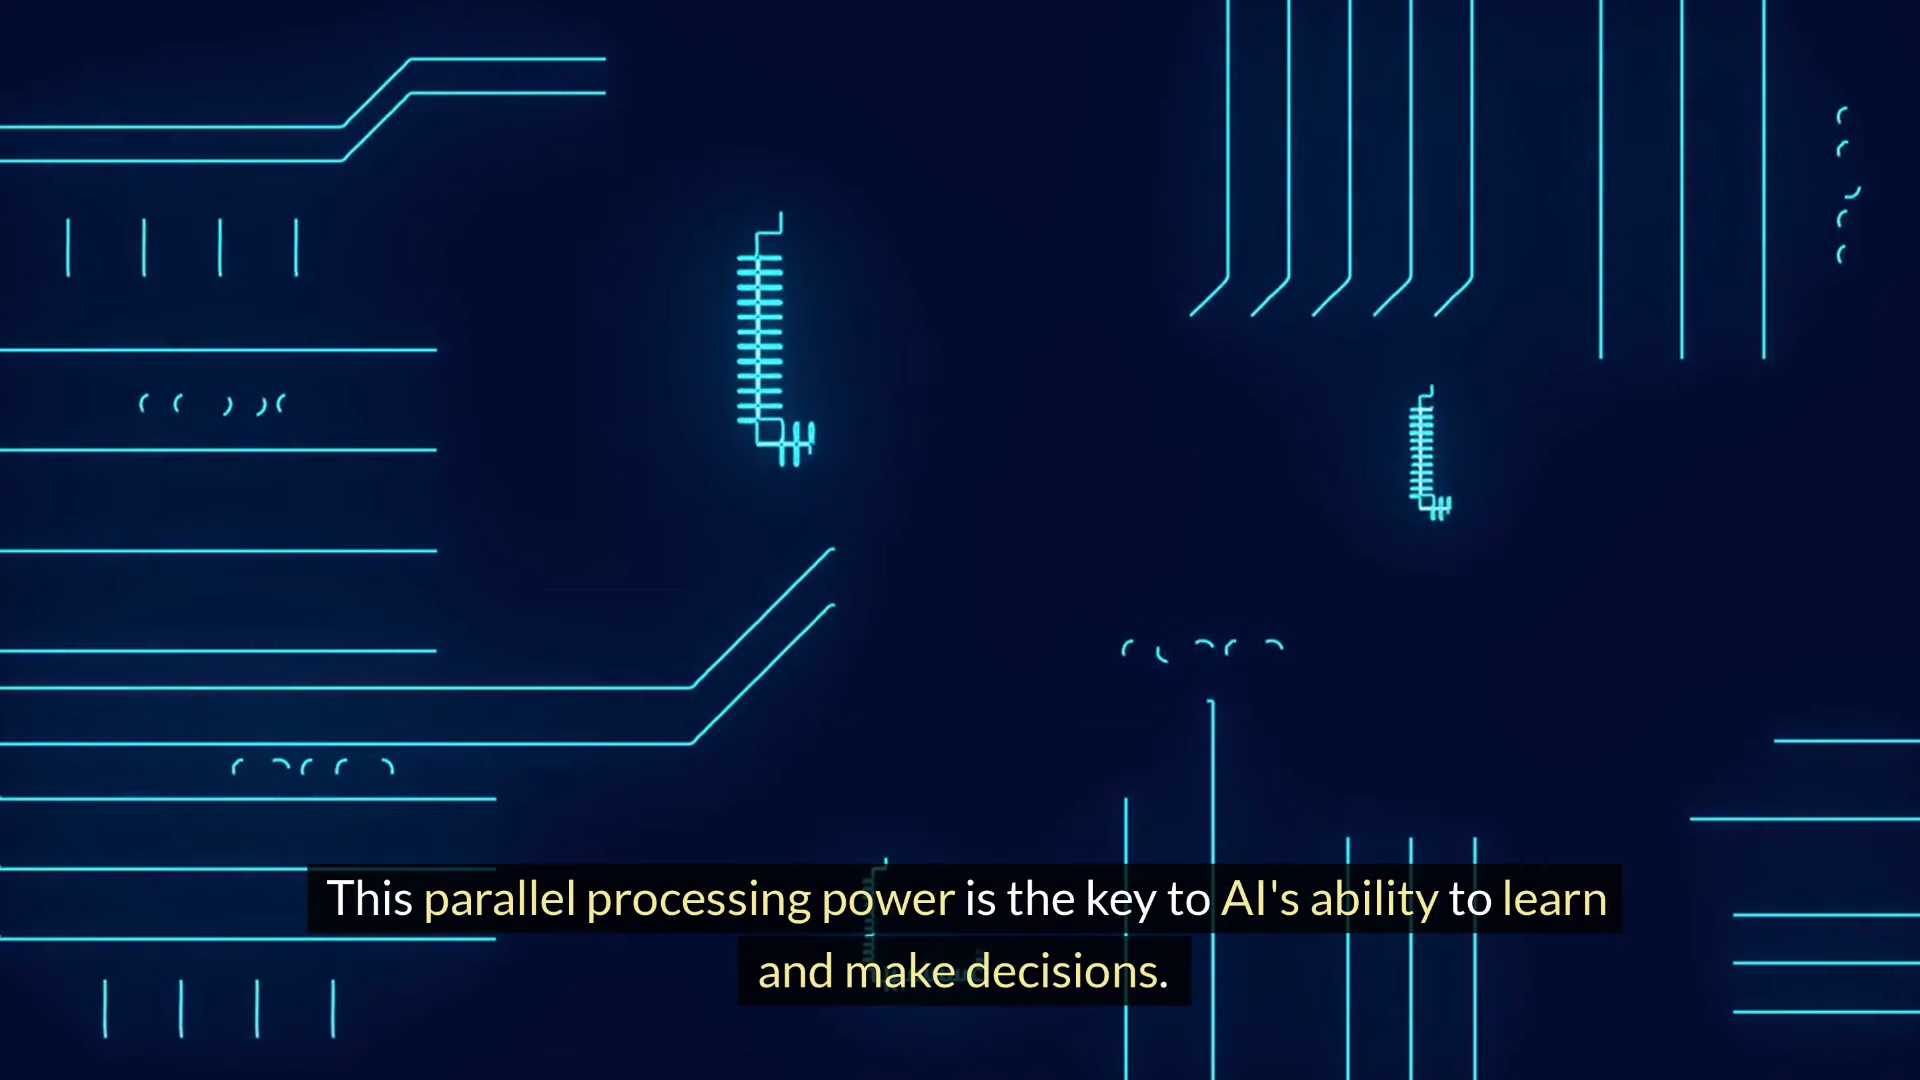 This parallel processing power is the key to AI's ability to learn
and make decisions.